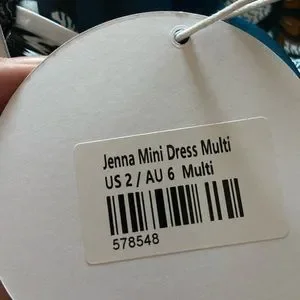 Jenna Mini Dress Multi
US 2 / AU 6 Multi
578548